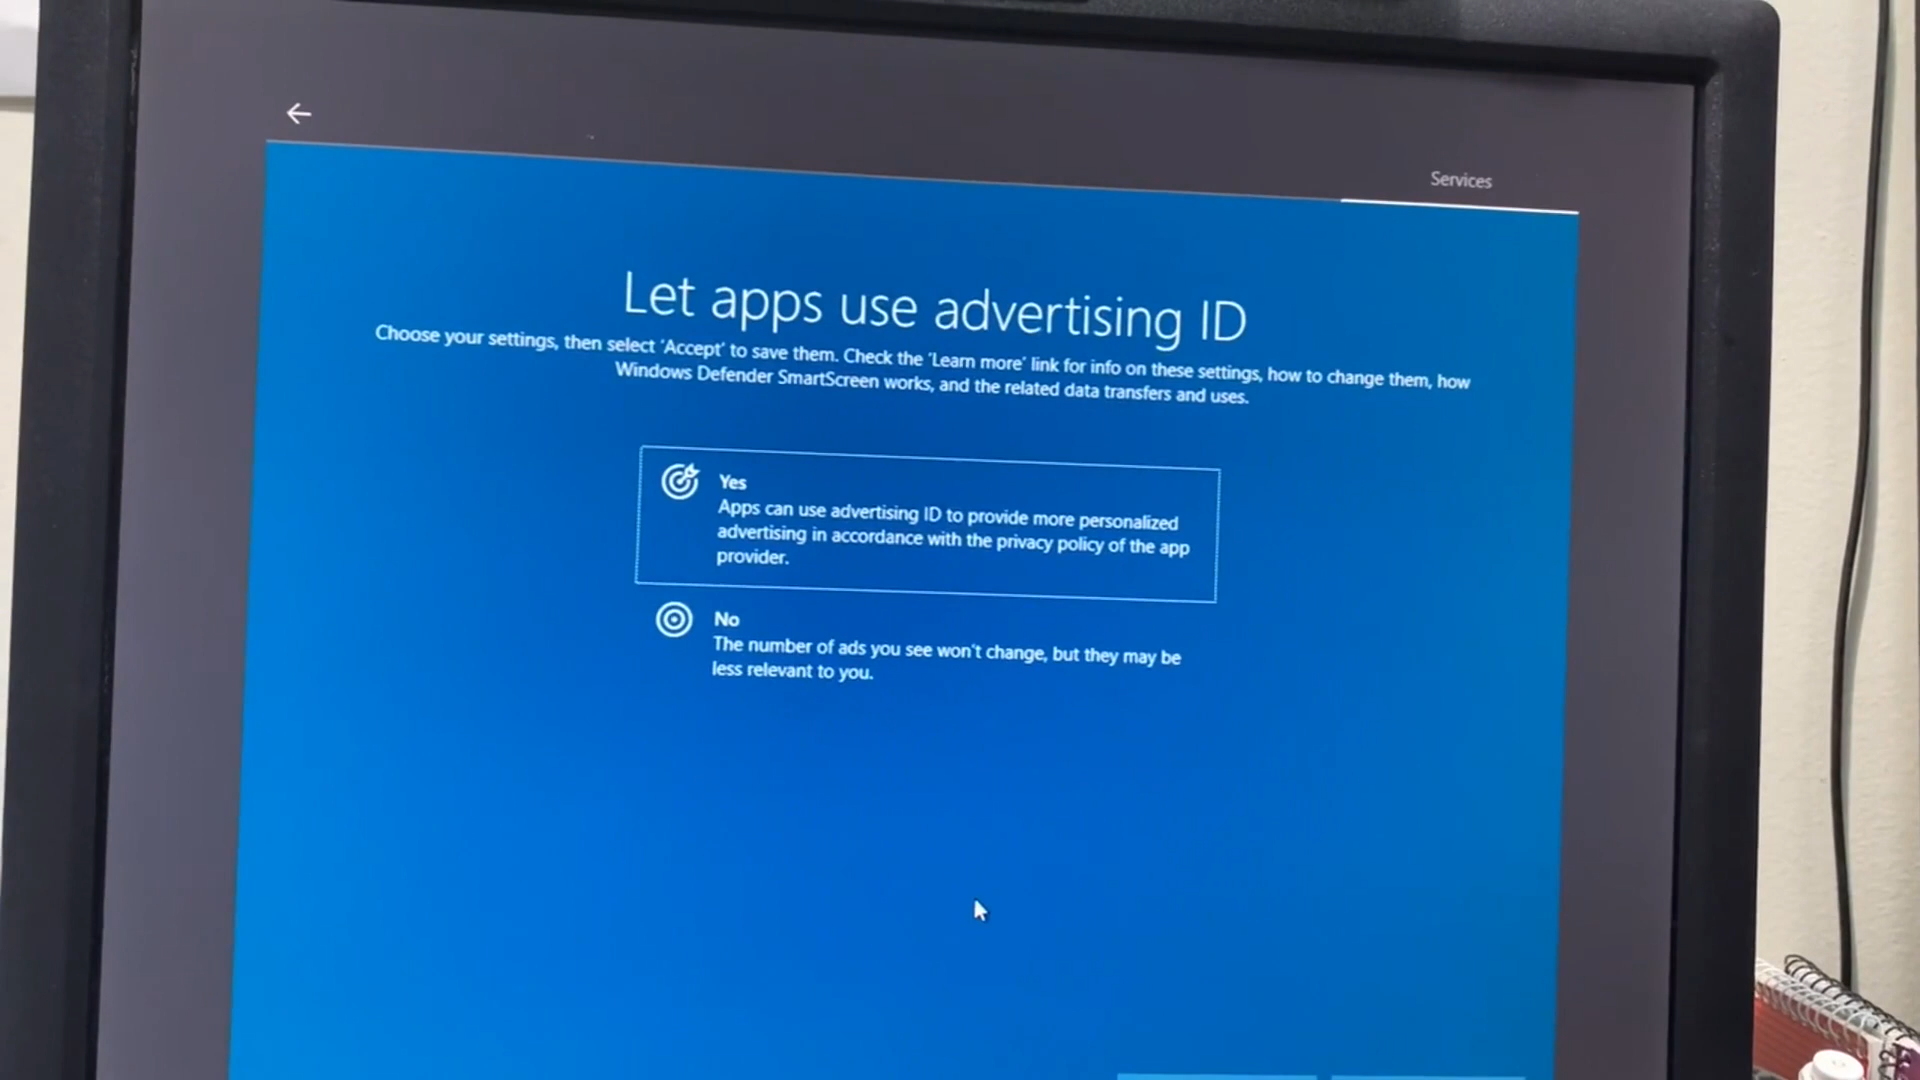 Services
Let apps use advertising ID
Choose your settings, then select 'Accept' to save them. Check the 'Learn more' link for info on these settings, how to change them, how
Windows Defender SmartScreen works, and the related data transfers and uses.
Yes
Apps can use advertising ID to provide more personalized
advertising in accordance with the privacy policy of the app
provider.
No
The number of ads you see won't change, but they may be
less relevant to you.